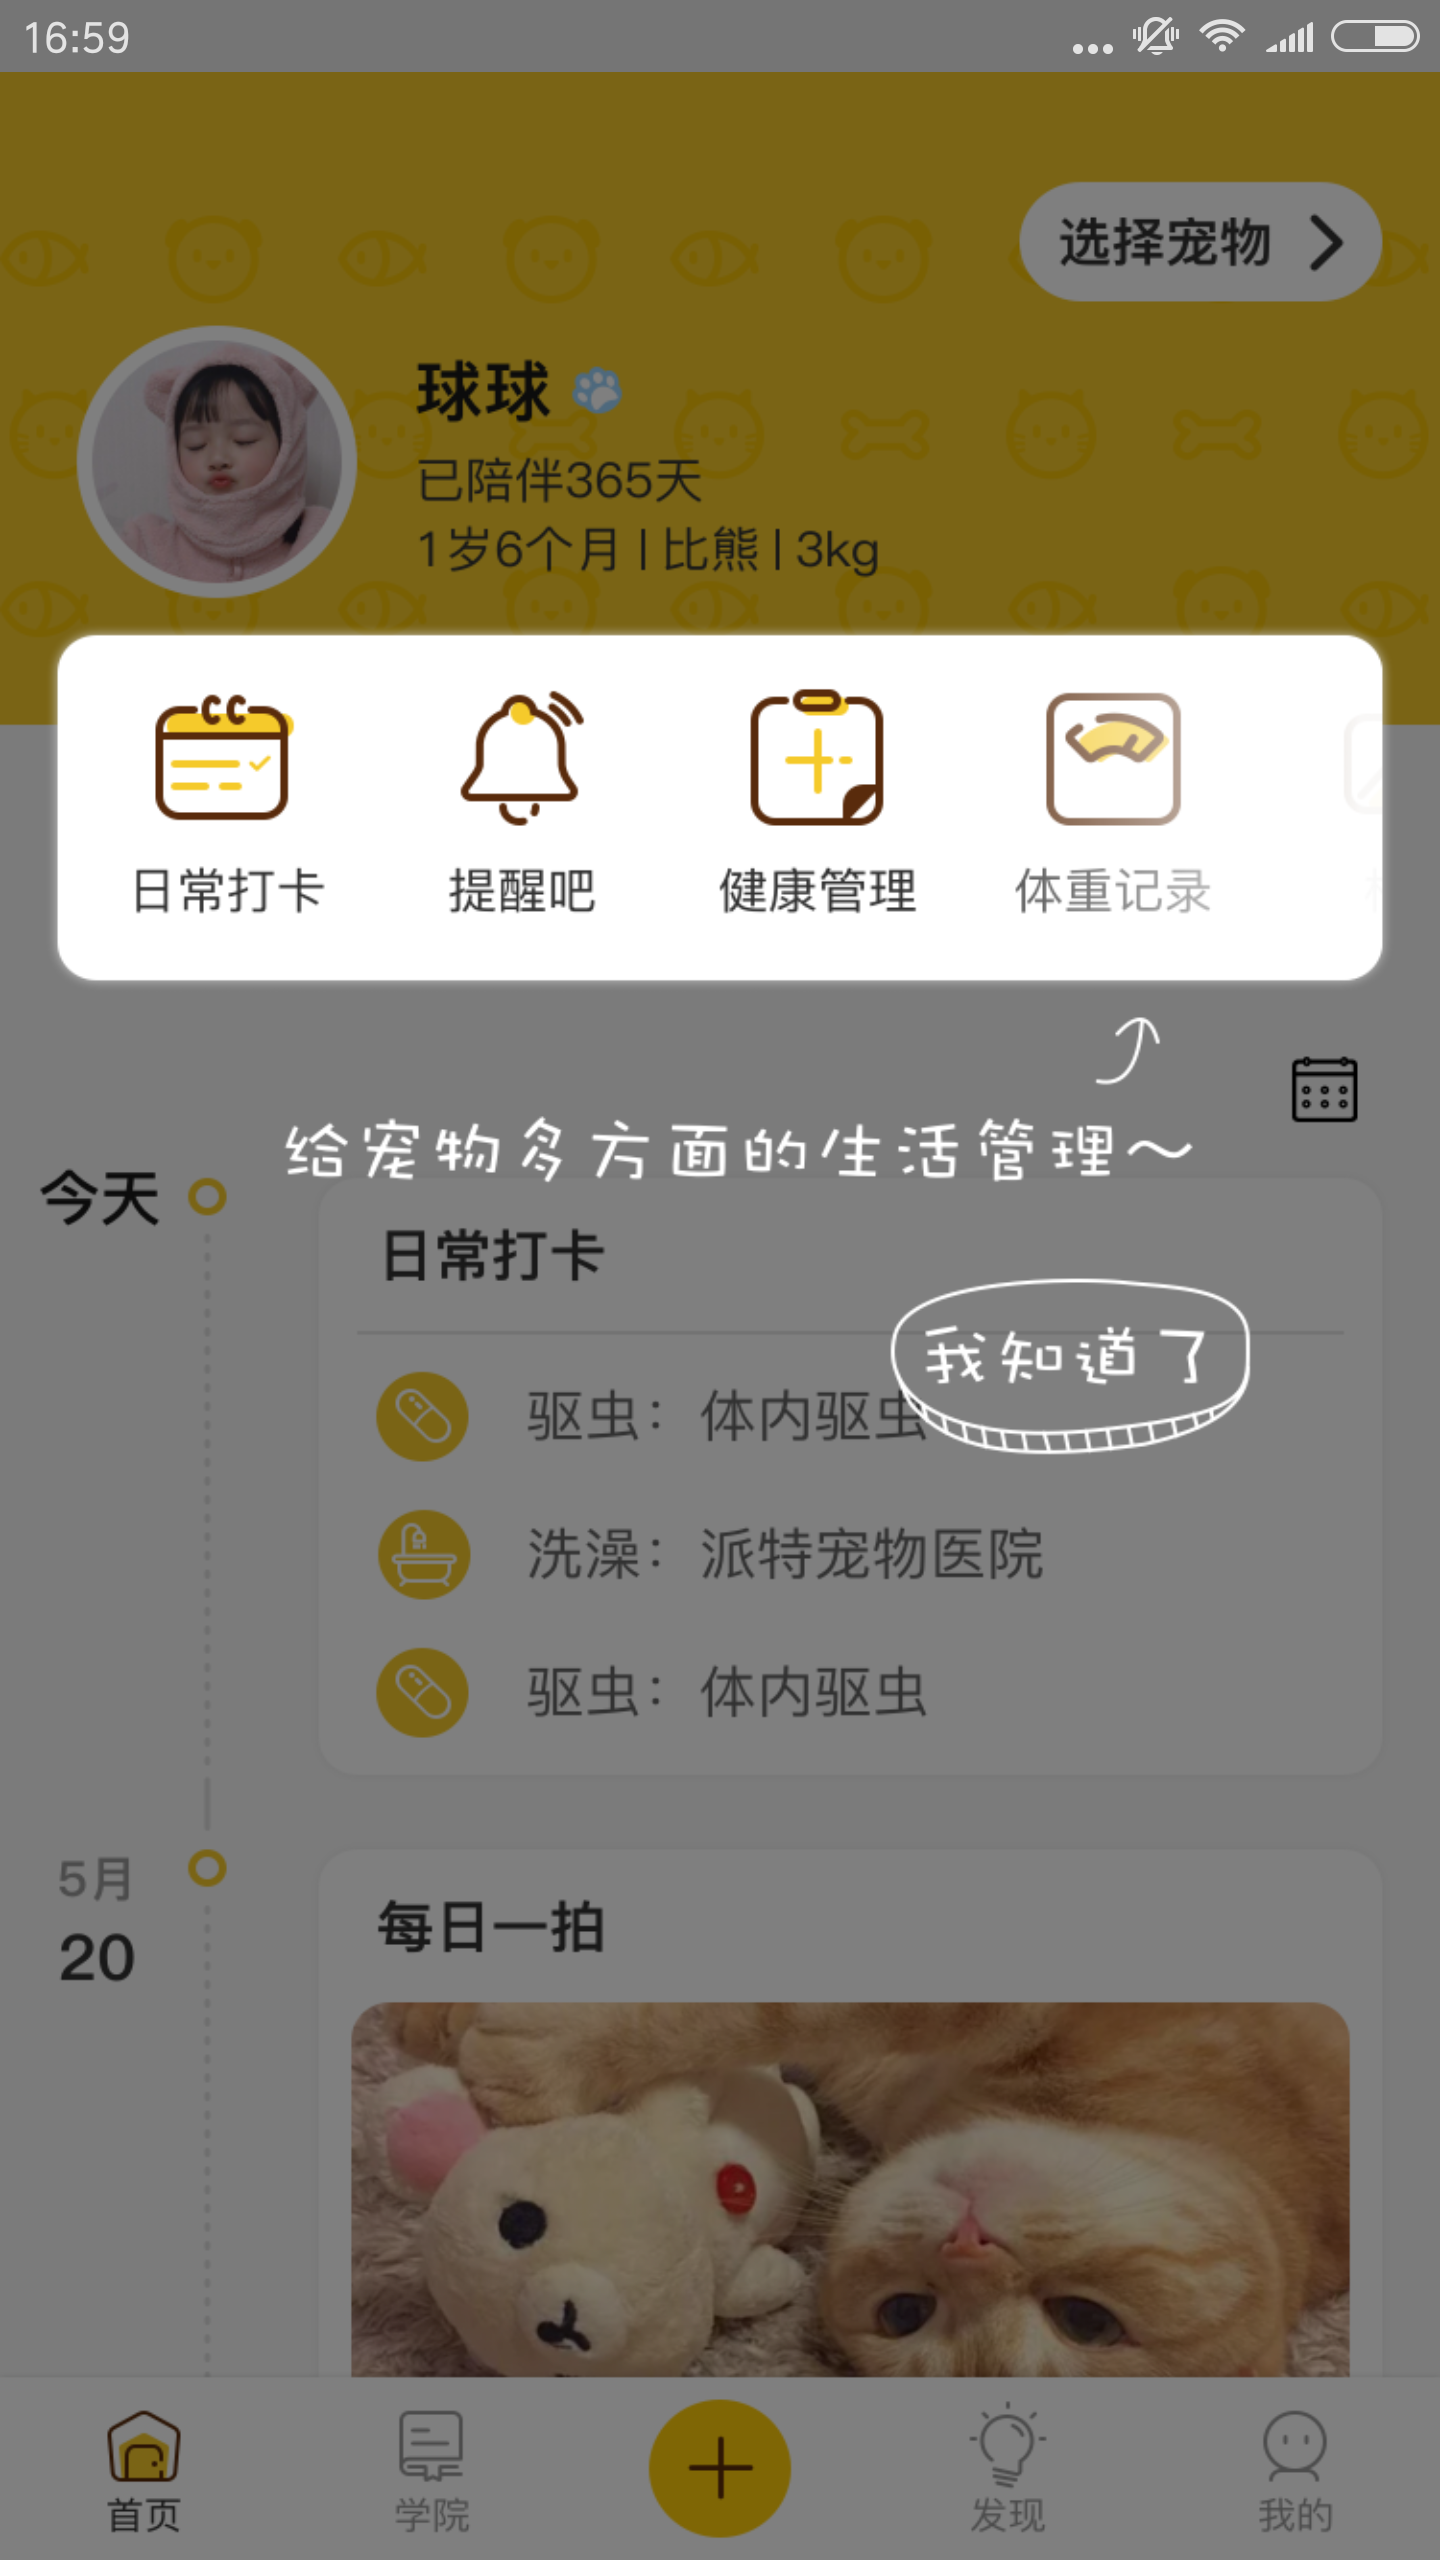 16:59
选择宠物
球球
已陪伴365天
1岁6个月 | 比熊 | 3kg
日常打卡
提醒吧
健康管理
体重记录
给宠物多方面的生活管理～
今天
日常打卡
我知道了
驱虫：体内驱虫
洗澡：派特宠物医院
驱虫：体内驱虫
5月
20
每日一拍
首页
学院
发现
我的